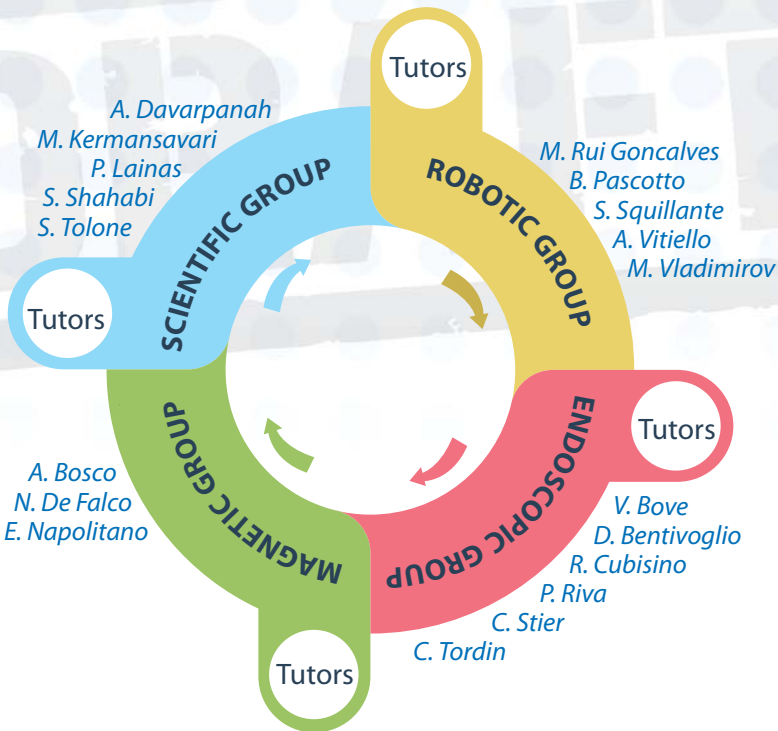 Tutors
A. Davarpanah
M. Kermansavari
P. Lainas
S. Shahabi
S. Tolone
SCIENTIFIC GROUP
Tutors
ROBOTIC GROUP
M. Rui Goncalves
B. Pascotto
S. Squillante
A. Vitiello
M. Vladimirov
Tutors
ENDOSCOPIC GROUP
V. Bove
D. Bentivoglio
R. Cubisino
P. Riva
C. Stier
C. Tordin
MAGNETIC GROUP
A. Bosco
N. De Falco
E. Napolitano
Tutors